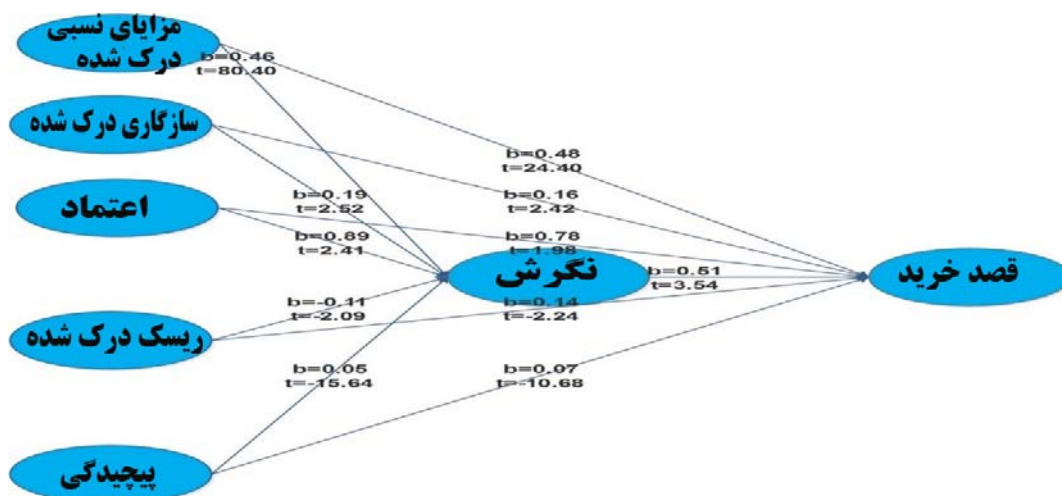 مزایای نسبی
درک شده
b=0.46
t=80.40
سازگاری درک شده
b=0.48
t=24.40
b=0.19
t=2.52
b=0.16
t=2.42
اعتماد
b=0.89
t=2.41
b=0.78
t=1.98
نگرش
b=0.51
t=3.54
قصد خرید
b=-0.11
t=-2.09
b=0.14
t=-2.24
ریسک درک شده
b=0.05
t=-15.64
b=0.07
t=-10.68
پیچیدگی